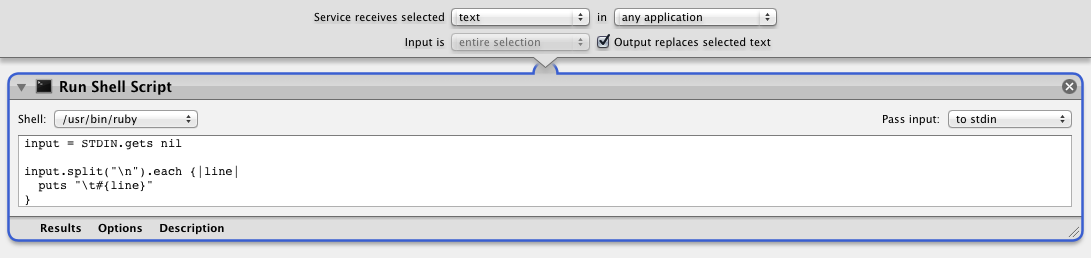 Service receives selected text in any application
Input is entire selection Output replaces selected text
Run Shell Script
Shell: /usr/bin/ruby Pass input: to stdin
input = STDIN.gets nil

input.split("\n").each {|line|
  puts "\t#{line}"
}
Results Options Description